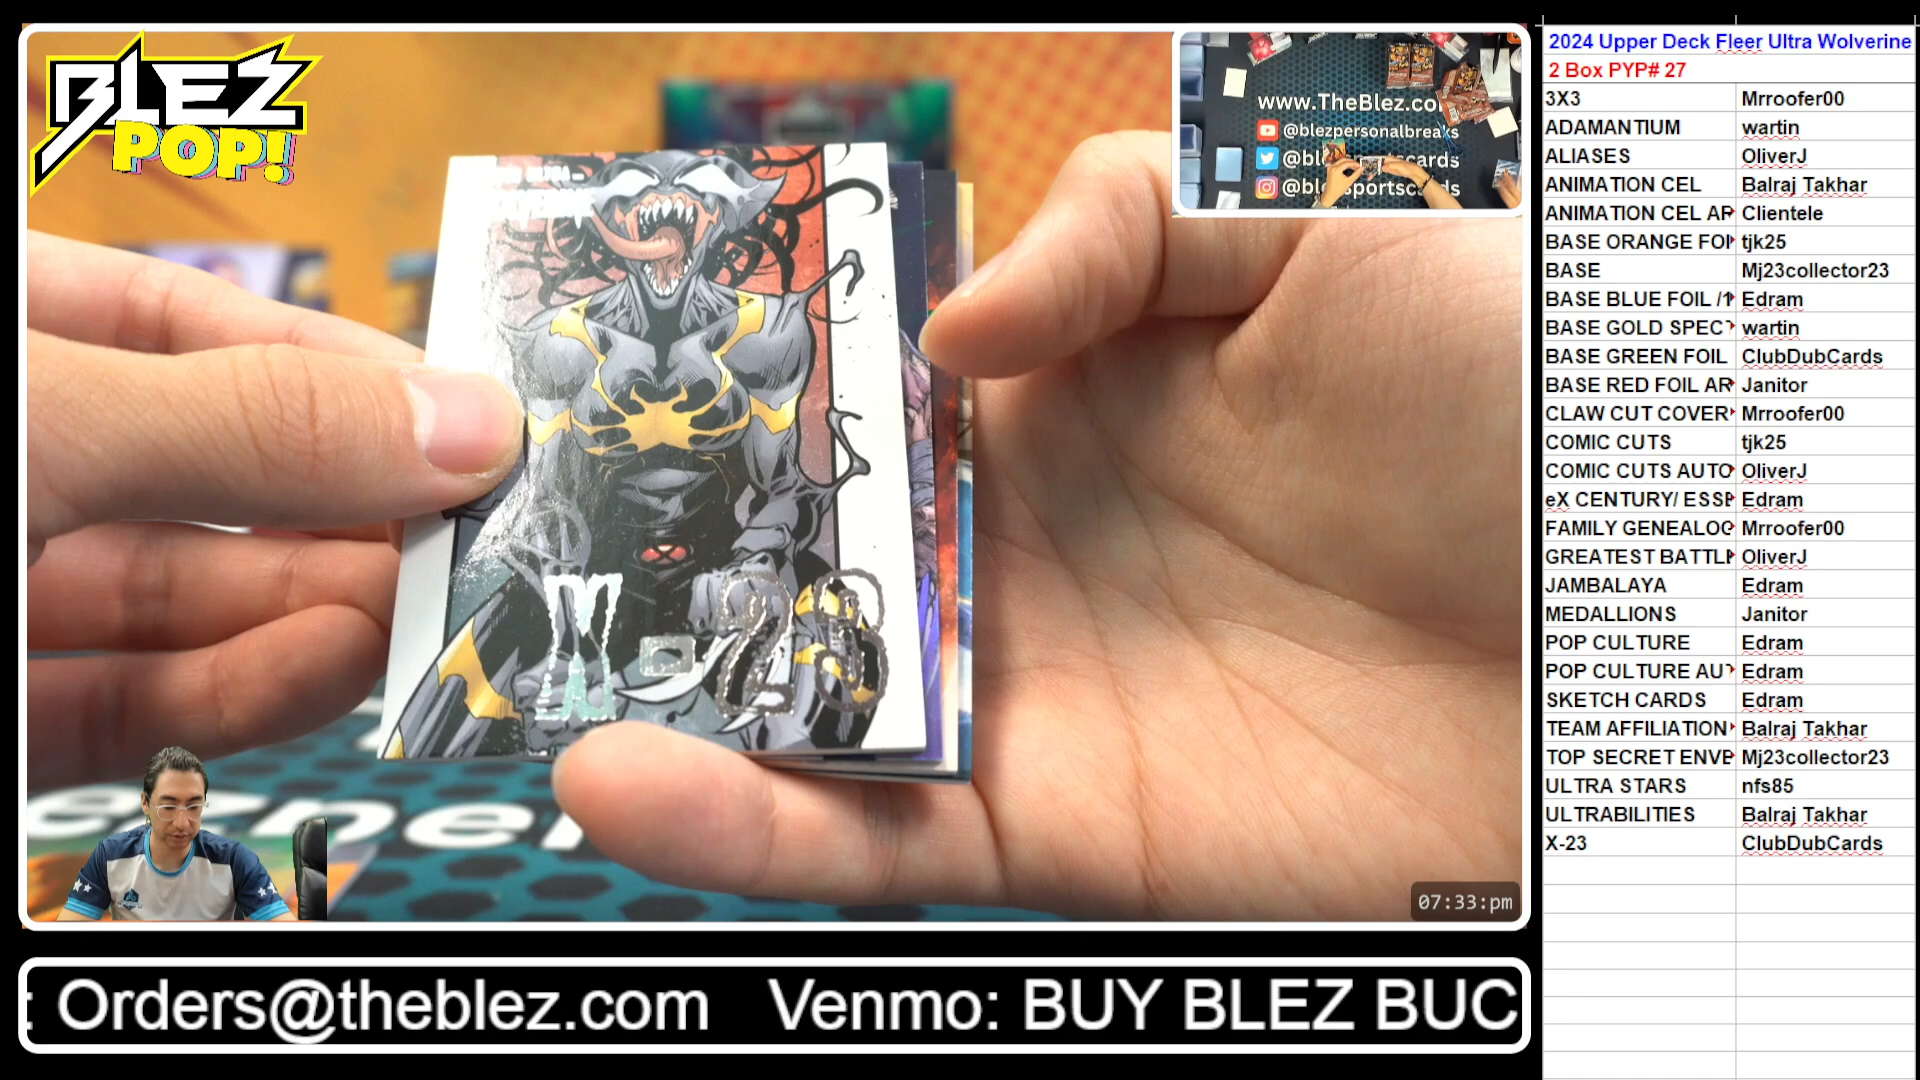 BLEZ
POP!
X-23
www.TheBlez.co
@blezpersonalbreaks
07:33:pm
: Orders@theblez.com Venmo: BUY BLEZ BUC
2024 Upper Deck Fleer Ultra Wolverine
2 Box PYP# 27
3X3 Mrroofer00
ADAMANTIUM wartin
ALIASES OliverJ
ANIMATION CEL Balraj Takhar
ANIMATION CEL AR Clientele
BASE ORANGE FOI tjk25
BASE Mj23collector23
BASE BLUE FOIL /1 Edram
BASE GOLD SPECT wartin
BASE GREEN FOIL ClubDubCards
BASE RED FOIL AR Janitor
CLAW CUT COVER Mrroofer00
COMIC CUTS tjk25
COMIC CUTS AUTO OliverJ
eX CENTURY/ ESSE Edram
FAMILY GENEALOG Mrroofer00
GREATEST BATTLE OliverJ
JAMBALAYA Edram
MEDALLIONS Janitor
POP CULTURE Edram
POP CULTURE AUT Edram
SKETCH CARDS Edram
TEAM AFFILIATION Balraj Takhar
TOP SECRET ENVE Mj23collector23
ULTRA STARS nfs85
ULTRABILITIES Balraj Takhar
X-23 ClubDubCards